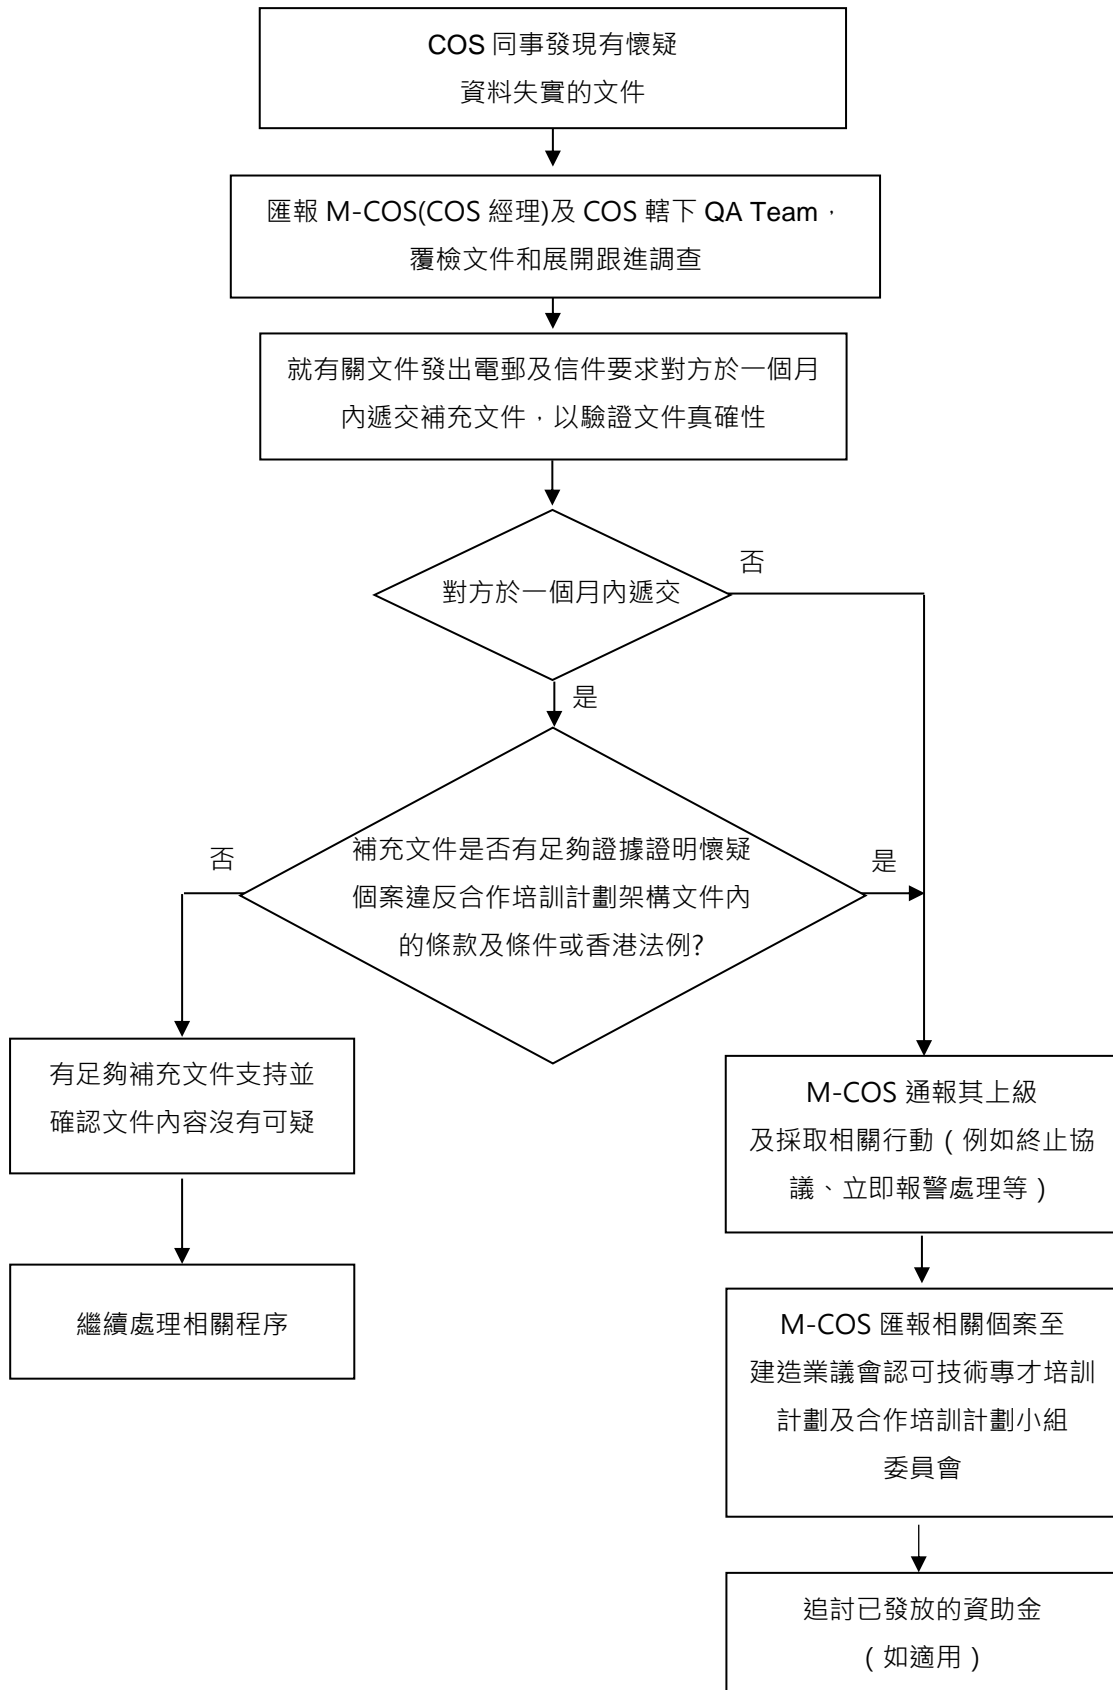 COS 同事發現有懷疑
資料失實的文件
匯報 M-COS(COS 經理)及 COS 轄下 QA Team，
覆檢文件和展開跟進調查
就有關文件發出電郵及信件要求對方於一個月
內遞交補充文件，以驗證文件真確性
對方於一個月內遞交
否
是
補充文件是否有足夠證據證明懷疑
個案違反合作培訓計劃架構文件內
的條款及條件或香港法例?
否
是
有足夠補充文件支持並
確認文件內容沒有可疑
繼續處理相關程序
M-COS 通報其上級
及採取相關行動（例如終止協
議、立即報警處理等）
M-COS 匯報相關個案至
建造業議會認可技術專才培訓
計劃及合作培訓計劃小組
委員會
追討已發放的資助金
（如適用）